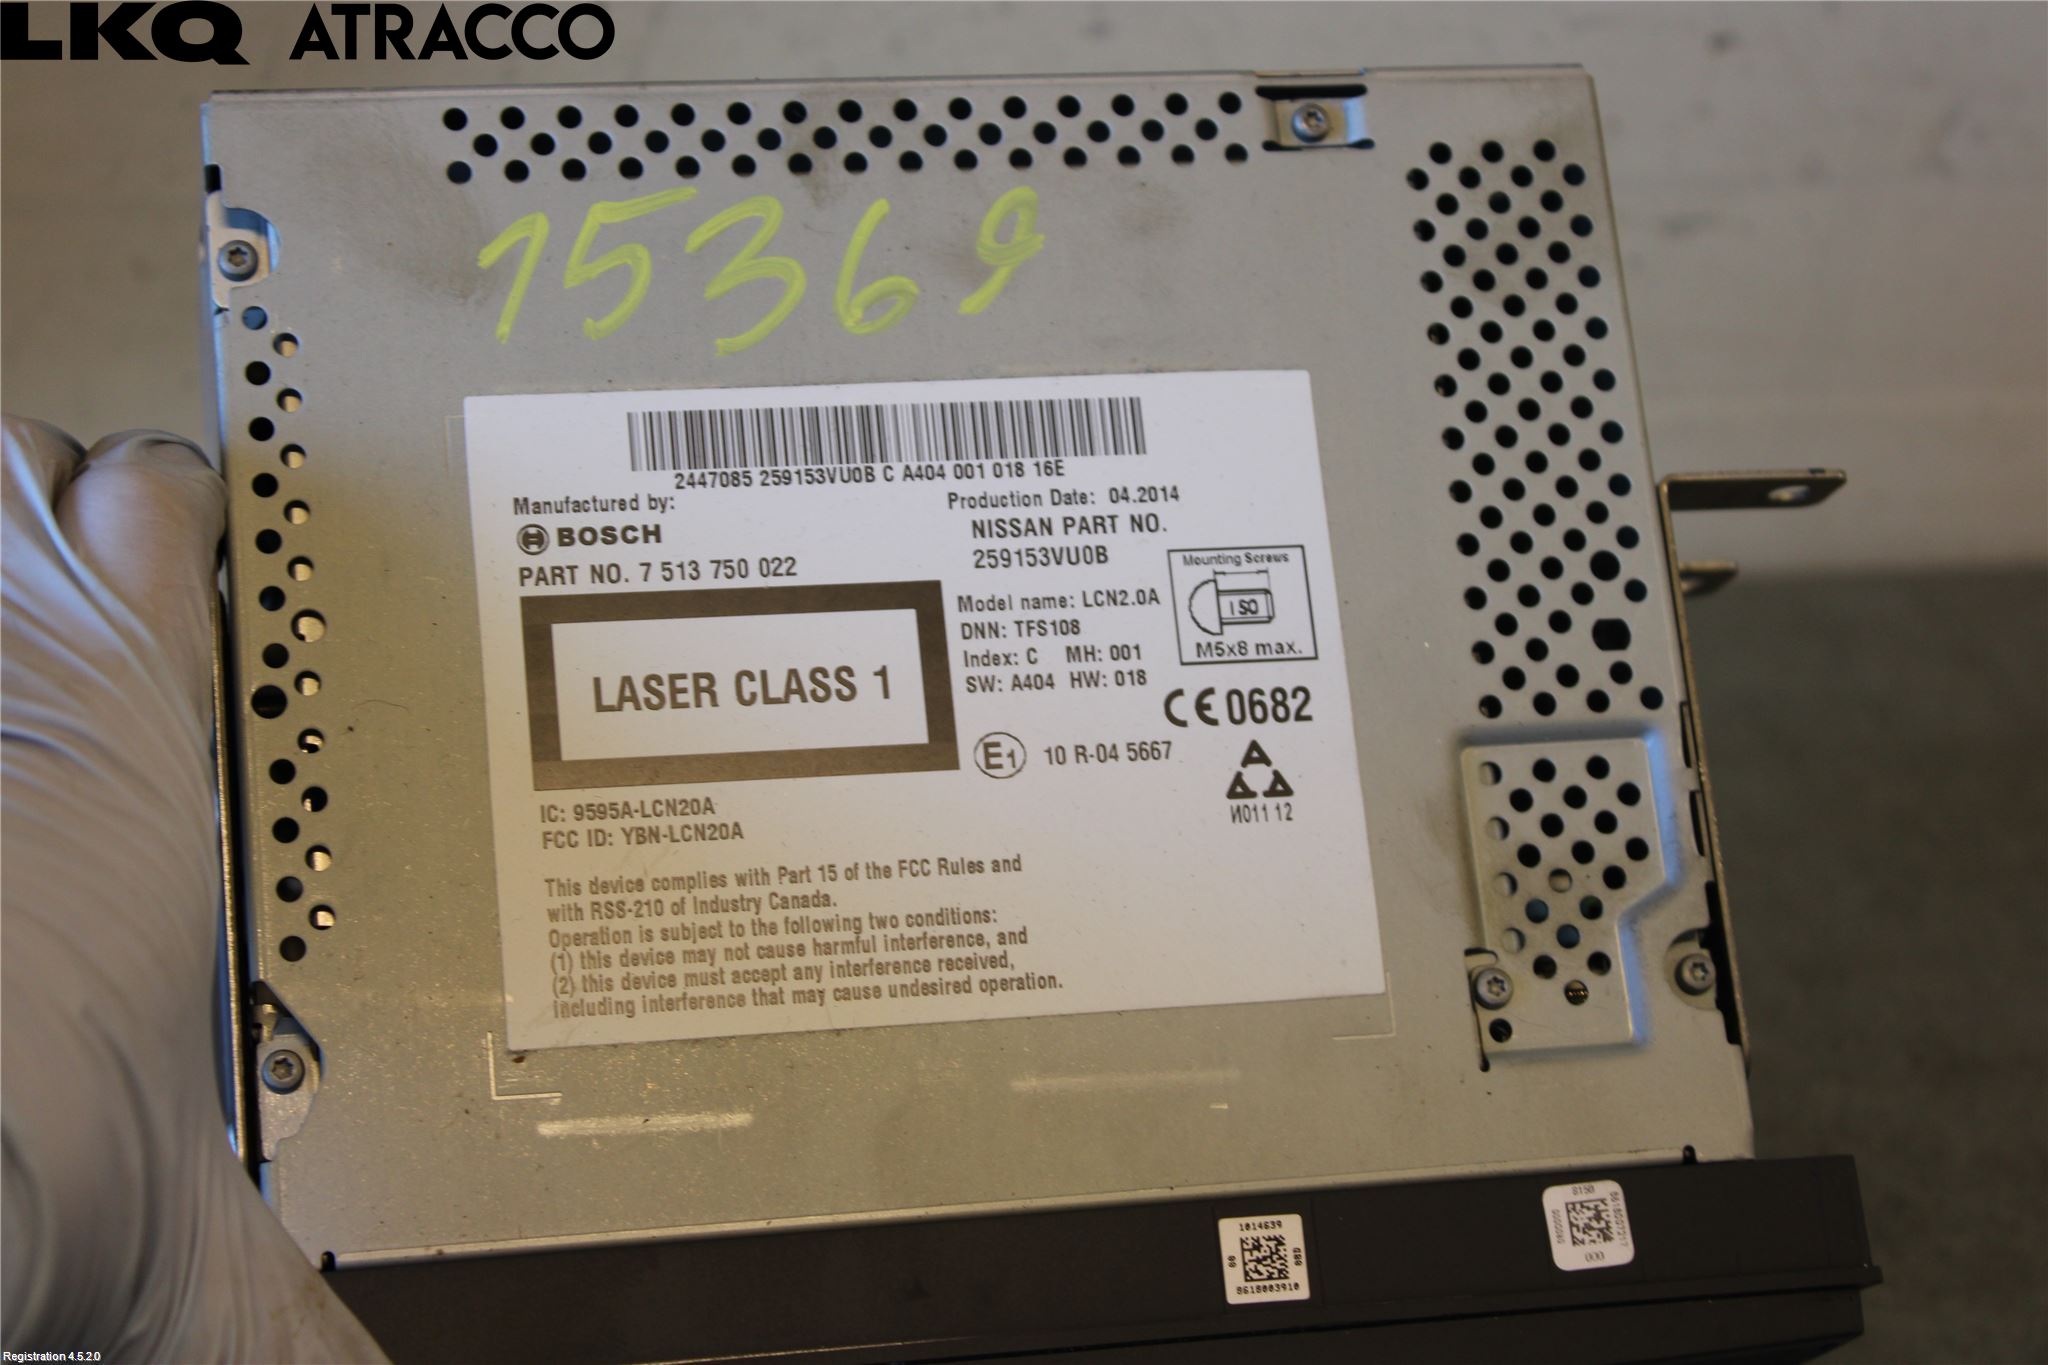 LKQ ATRACCO
15369
2447085 259153VU0B C A404 001 018 16E
Manufactured by:
BOSCH
PART NO. 7 513 750 022
Production Date: 04.2014
NISSAN PART NO.
259153VU0B
Mounting Screws
ISO
M5x8 max.
Model name: LCN2.0A
DNN: TFS108
Index: C MH: 001
SW: A404 HW: 018
LASER CLASS 1
CE 0682
E1 10 R-04 5667
И011 12
IC: 9595A-LCN20A
FCC ID: YBN-LCN20A
This device complies with Part 15 of the FCC Rules and
with RSS-210 of Industry Canada.
Operation is subject to the following two conditions:
(1) this device may not cause harmful interference, and
(2) this device must accept any interference received,
including interference that may cause undesired operation.
1014639
8618003910
8150
000
Registration 4.5.2.0